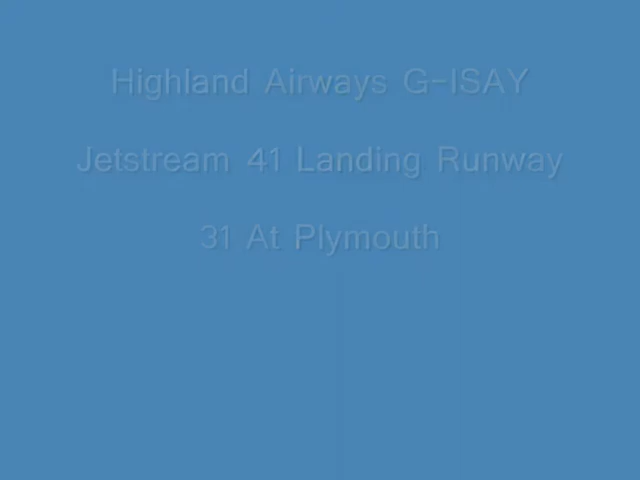 Highland Airways G-ISAY
Jetstream 41 Landing Runway
31 At Plymouth